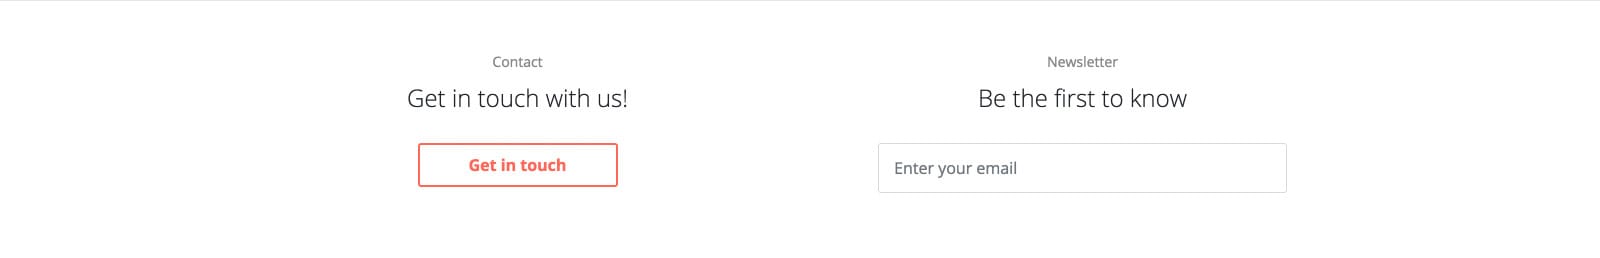 Contact
Get in touch with us!
Get in touch
Newsletter
Be the first to know
Enter your email